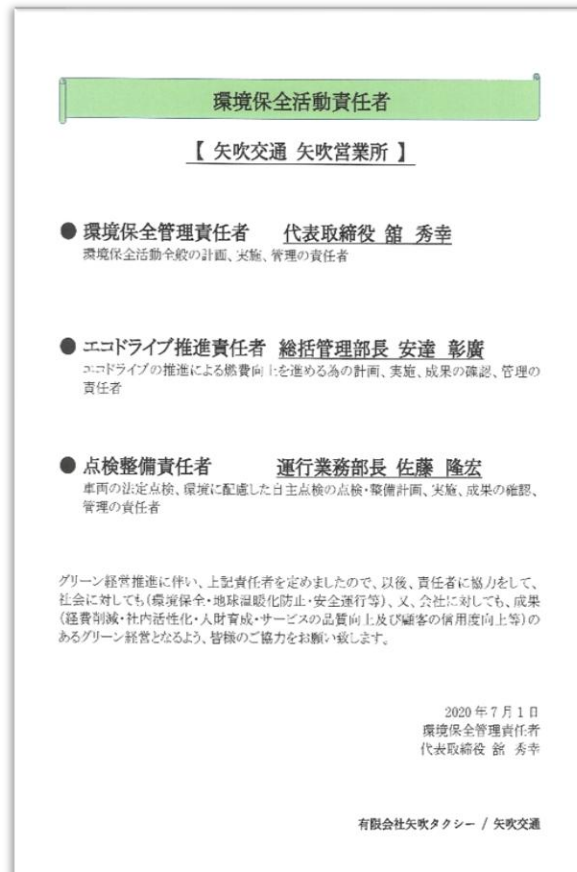 環境保全活動責任者
【 矢吹交通 矢吹営業所 】
● 環境保全管理責任者 代表取締役 舘 秀幸
環境保全活動全般の計画、実施、管理の責任者
● エコドライブ推進責任者 総括管理部長 安達 彰廣
エコドライブの推進による燃費向上を進める為の計画、実施、成果の確認、管理の
責任者
● 点検整備責任者 運行業務部長 佐藤 隆宏
車両の法定点検、環境に配慮した自主点検の点検・整備計画、実施、成果の確認、
管理の責任者
グリーン経営推進に伴い、上記責任者を定めましたので、以後、責任者に協力をして、
社会に対しても(環境保全・地球温暖化防止・安全運行等)、又、会社に対しても、成果
(経費削減・社内活性化・人財育成・サービスの品質向上及び顧客の信用度向上等)の
あるグリーン経営となるよう、皆様のご協力をお願い致します。
2020年7月1日
環境保全管理責任者
代表取締役 舘 秀幸
有限会社矢吹タクシー / 矢吹交通